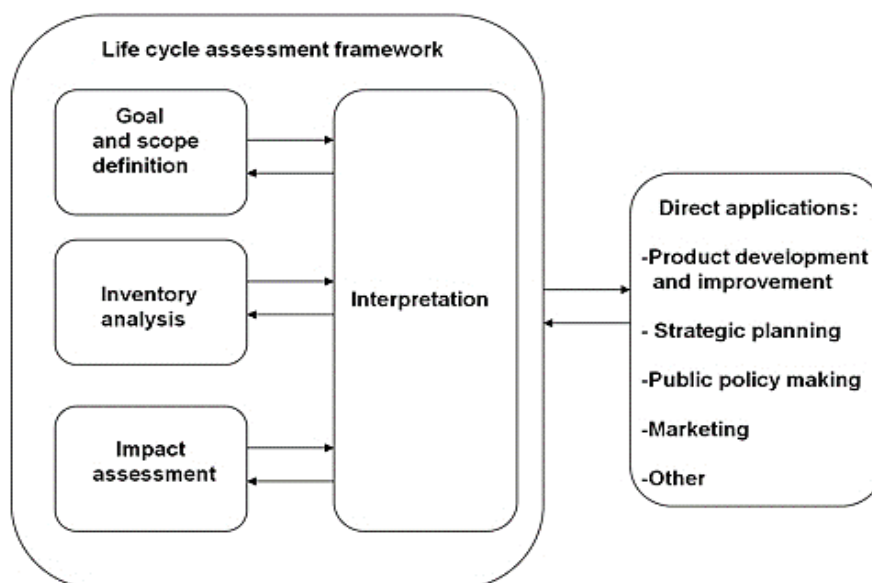 Life cycle assessment framework
Goal
and scope
definition
Inventory
analysis
Impact
assessment
Interpretation
Direct applications:
-Product development
and improvement
- Strategic planning
-Public policy making
-Marketing
-Other